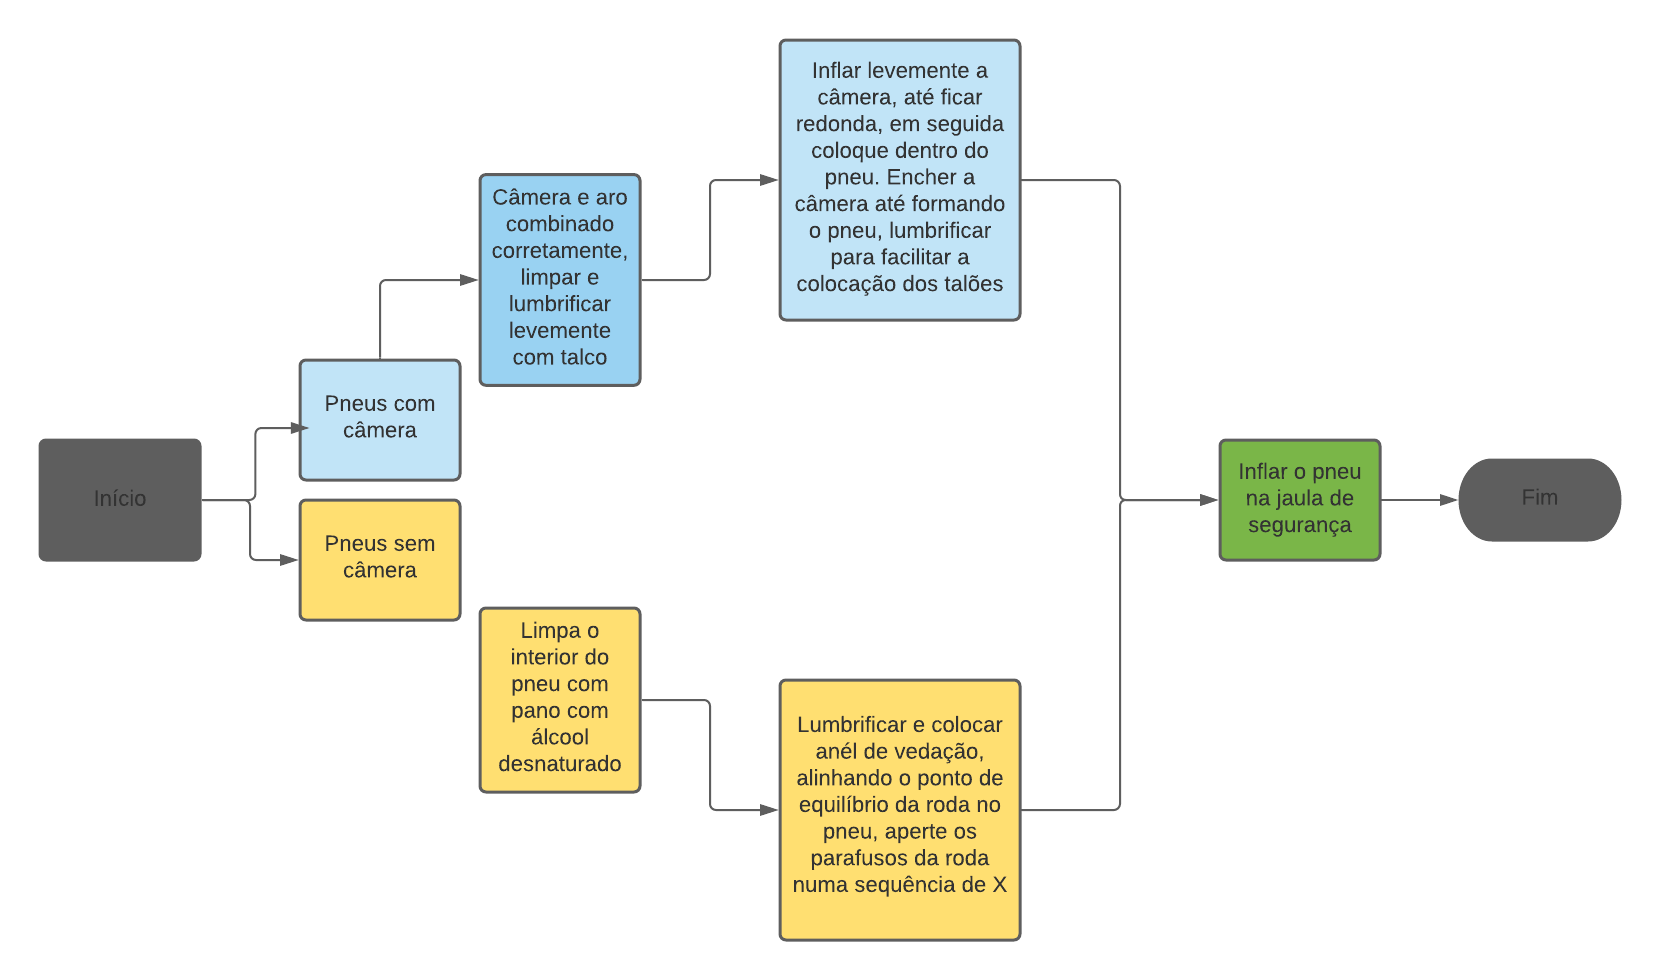 Início
Pneus com
câmera
Câmera e aro
combinado
corretamente,
limpar e
lumbrificar
levemente
com talco
Inflar levemente a
câmera, até ficar
redonda, em seguida
coloque dentro do
pneu. Encher a
câmera até formando
o pneu, lumbrificar
para facilitar a
colocação dos talões
Pneus sem
câmera
Limpa o
interior do
pneu com
pano com
álcool
desnaturado
Lumbrificar e colocar
anél de vedação,
alinhando o ponto de
equilíbrio da roda no
pneu, aperte os
parafusos da roda
numa sequência de X
Inflar o pneu
na jaula de
segurança
Fim